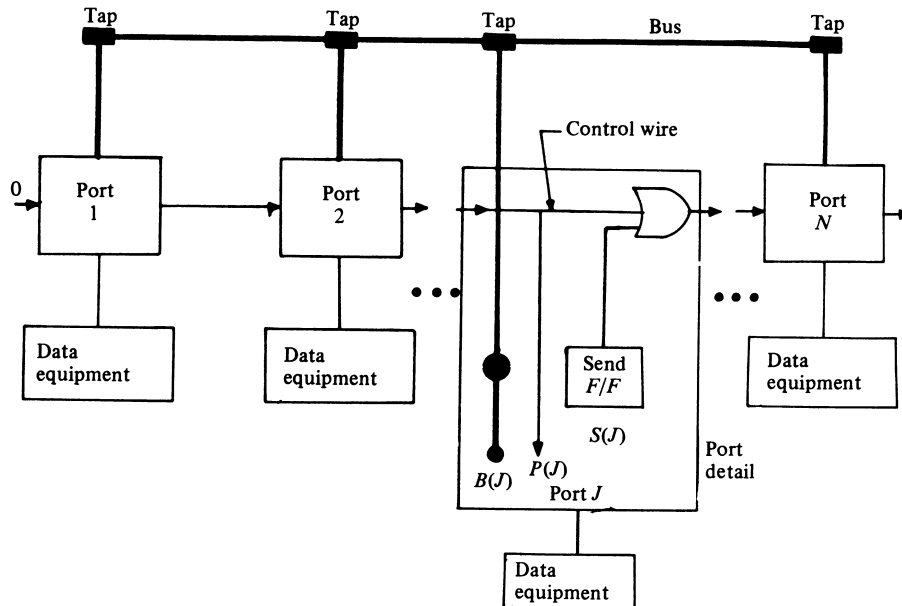 Tap
Tap
Tap
Bus
Tap
Control wire
0
Port
1
Port
2
Port
N
Data
equipment
Data
equipment
Send
F/F
S(J)
Data
equipment
Port
detail
B(J)
P(J)
Port J
Data
equipment